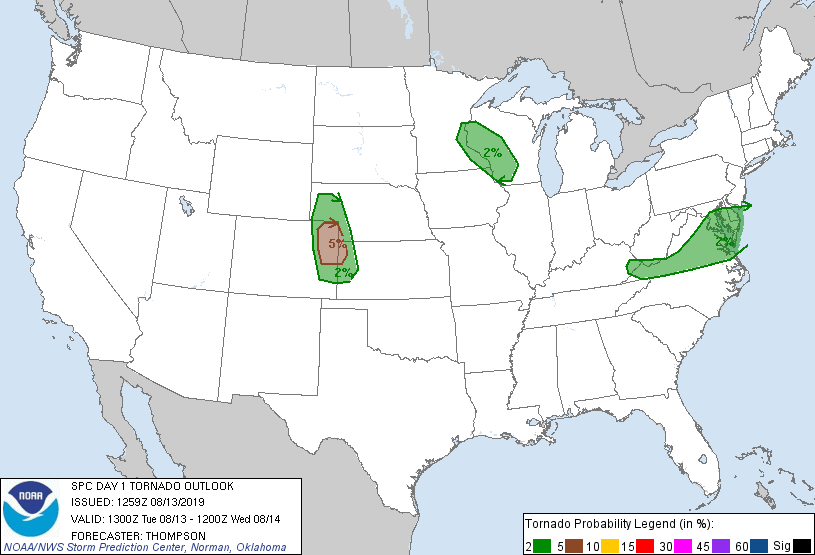 2%
5%
2%
2%
NOAA
SPC DAY 1 TORNADO OUTLOOK
ISSUED: 1259Z 08/13/2019
VALID: 1300Z Tue 08/13 - 1200Z Wed 08/14
FORECASTER: THOMPSON
NOAA/NWS Storm Prediction Center, Norman, Oklahoma
Tornado Probability Legend (in %):
2 5 10 15 30 45 60 Sig